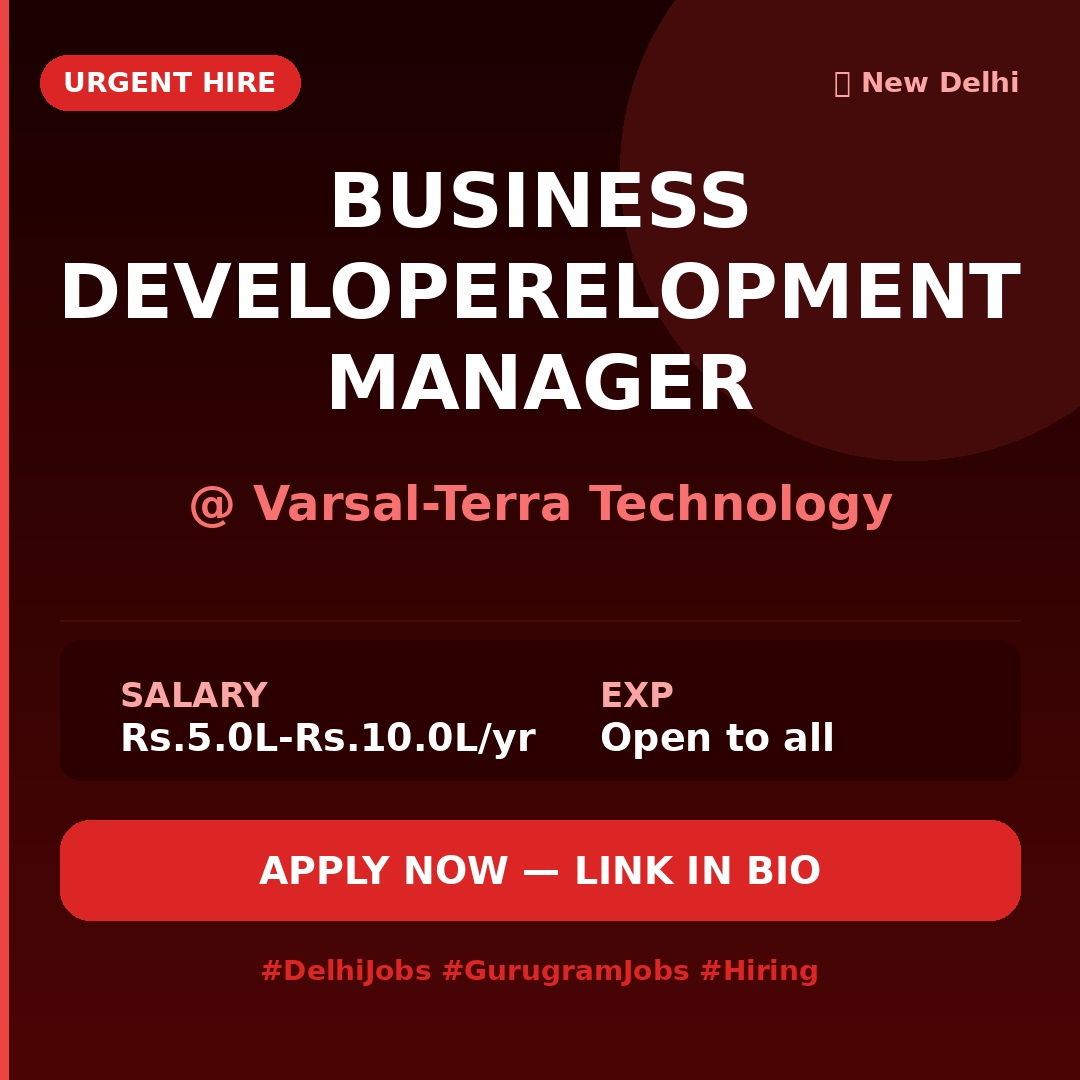 URGENT HIRE
New Delhi
BUSINESS
DEVELOPERELOPMENT
MANAGER
@ Varsal-Terra Technology
SALARY
EXP
Rs.5.0L-Rs.10.0L/yr
Open to all
APPLY NOW — LINK IN BIO
#DelhiJobs #GurugramJobs #Hiring